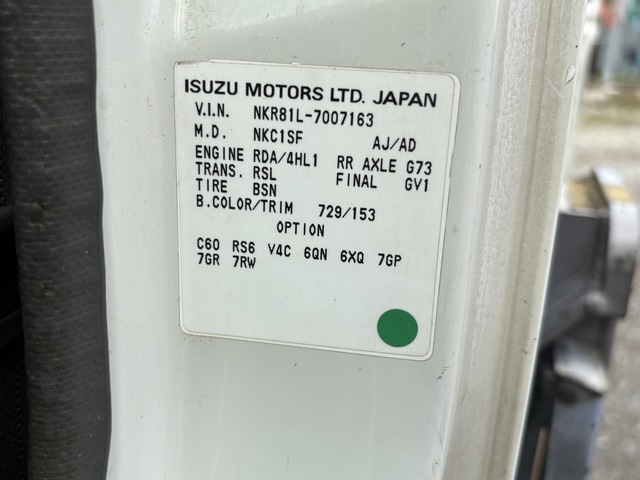 ISUZU MOTORS LTD. JAPAN
V.I.N. NKR81L-7007163
M.D. NKC1SF AJ/AD
ENGINE RDA/4HL1 RR AXLE G73
TRANS. RSL FINAL GV1
TIRE BSN
B.COLOR/TRIM 729/153
OPTION
C60 RS6 V4C 6QN 6XQ 7GP
7GR 7RW